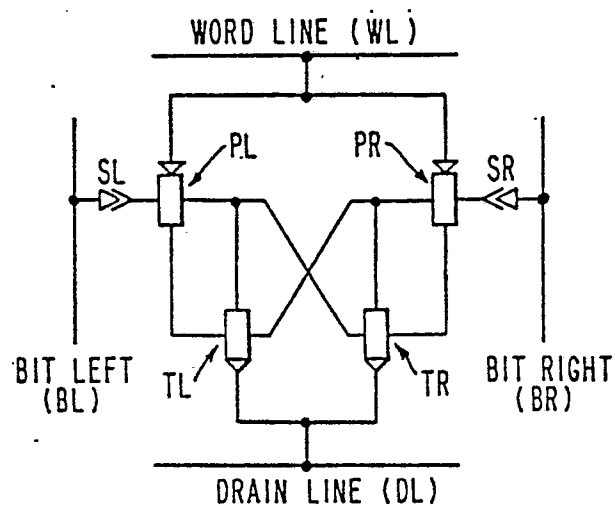 WORD LINE (WL)
PL
PR
SL
SR
BIT LEFT
(BL)
TL
TR
BIT RIGHT
(BR)
DRAIN LINE (DL)